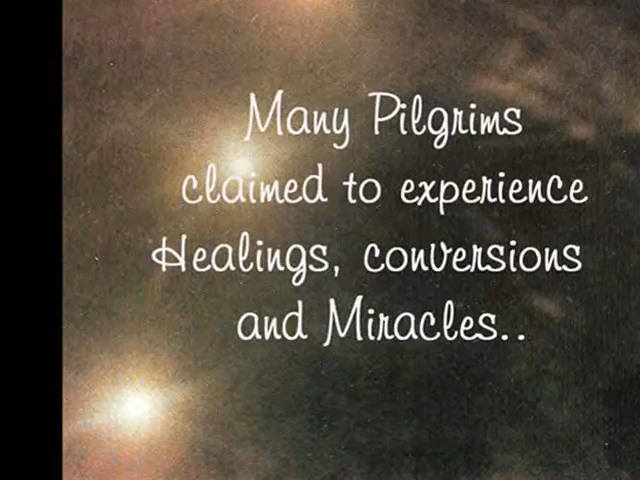 Many Pilgrims
claimed to experience
Healings, conversions
and Miracles..